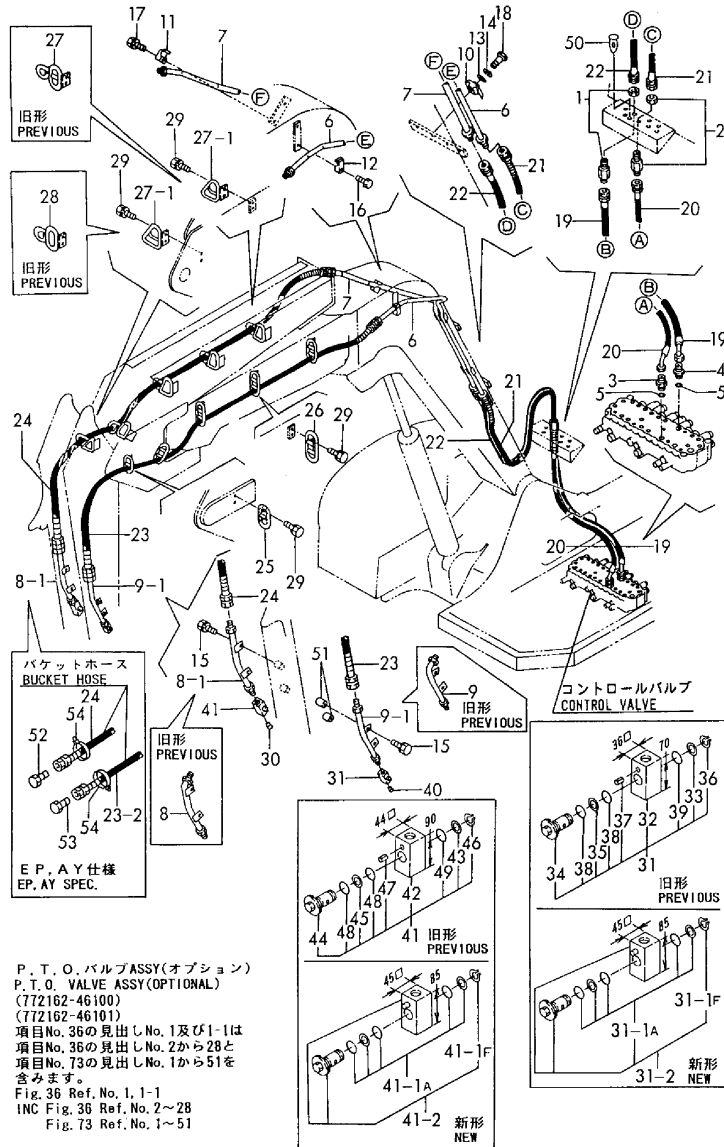 17
11
7
F
27
旧形
PREVIOUS
29
27-1
6
E
12
16
29
27-1
28
旧形
PREVIOUS
18
14
13
10
F
E
7
6
21
22
D
C
50
D
C
22
21
1
2
19
20
B
A
B
A
20
19
3
4
5
5
7
6
21
22
26
29
25
29
24
23
8-1
9-1
20
19
コントロールバルブ
CONTROL VALVE
バケットホース
BUCKET HOSE
24
54
52
54
53
23-2
EP,AY仕様
EP,AY SPEC.
旧形
PREVIOUS
8
24
15
8-1
41
30
51
23
9-1
15
31
40
9
旧形
PREVIOUS
44□
90
46
43
49
42
47
48
45
48
44
41
旧形
PREVIOUS
45□
85
41-1F
41-1A
41-2
新形
NEW
36□
70
36
33
39
32
37
38
35
38
34
31
旧形
PREVIOUS
45□
85
31-1F
31-1A
31-2
新形
NEW
P.T.O.バルブASSY(オプション)
P.T.O. VALVE ASSY(OPTIONAL)
(772162-46100)
(772162-46101)
項目No.36の見出しNo.1及び1-1は
項目No.36の見出しNo.2から28と
項目No.73の見出しNo.1から51を
含みます。
Fig.36 Ref.No.1,1-1
INC Fig.36 Ref.No.2～28
Fig.73 Ref.No.1～51